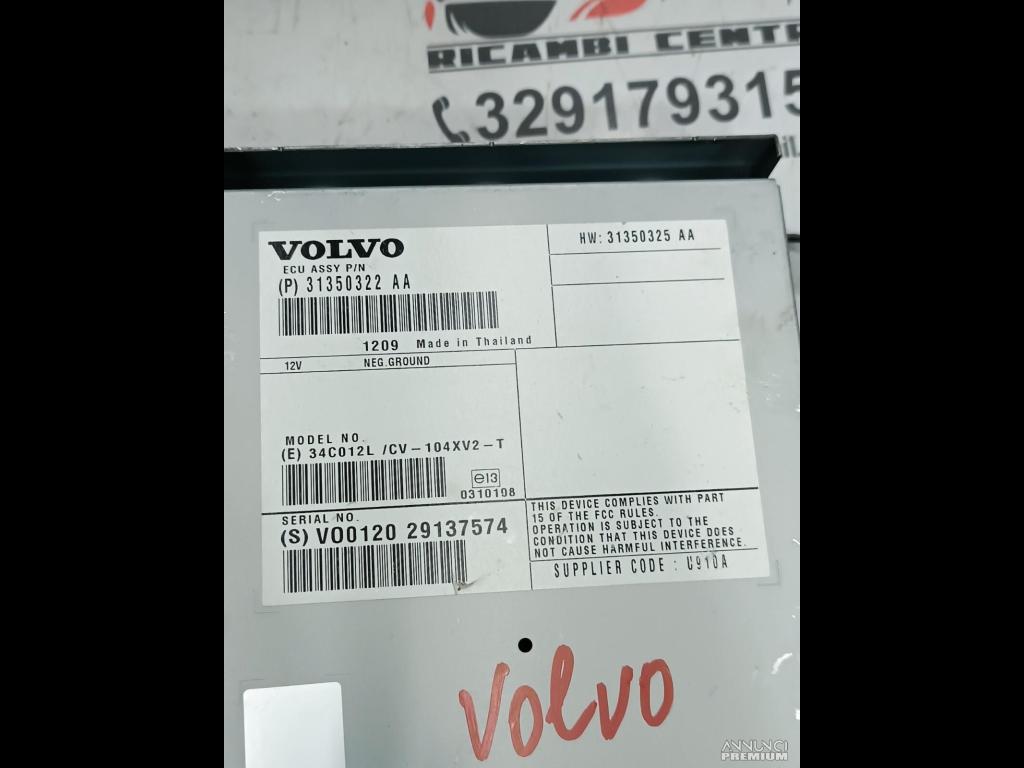 RICAMBI CENTR
329179315
VOLVO
ECU ASSY P/N
(P) 31350322 AA
1209 Made in Thailand
HW: 31350325 AA
12V NEG.GROUND
MODEL NO.
(E) 34C012L /CV-104XV2-T
e13
0310108
SERIAL NO.
(S) VO0120 29137574
THIS DEVICE COMPLIES WITH PART
15 OF THE FCC RULES.
OPERATION IS SUBJECT TO THE
CONDITION THAT THIS DEVICE DOES
NOT CAUSE HARMFUL INTERFERENCE.
SUPPLIER CODE : U910A
Volvo
ANNUNCI
PREMIUM